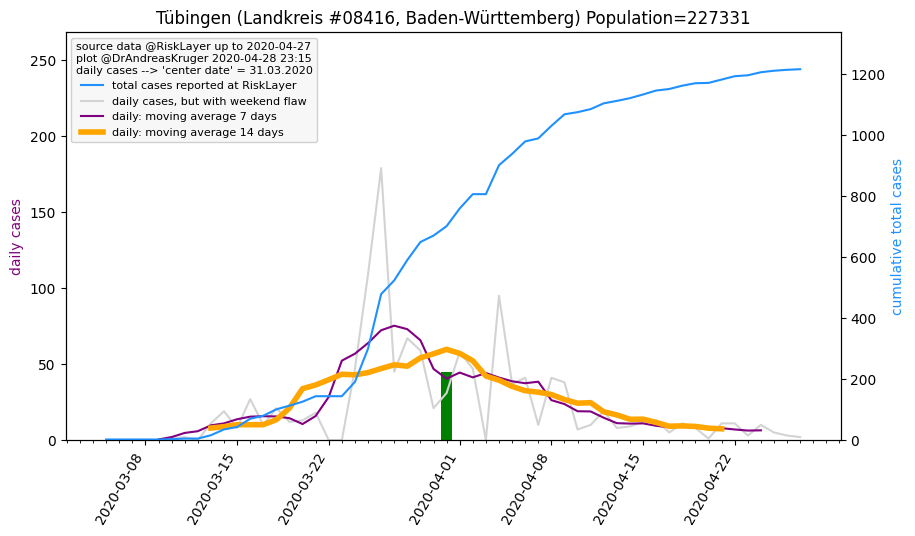 Tübingen (Landkreis #08416, Baden-Württemberg) Population=227331
source data @RiskLayer up to 2020-04-27
plot @DrAndreasKruger 2020-04-28 23:15
daily cases --> 'center date' = 31.03.2020
total cases reported at RiskLayer
daily cases, but with weekend flaw
daily: moving average 7 days
daily: moving average 14 days
daily cases
250
200
150
100
50
0
cumulative total cases
1200
1000
800
600
400
200
0
2020-03-08
2020-03-15
2020-03-22
2020-04-01
2020-04-08
2020-04-15
2020-04-22